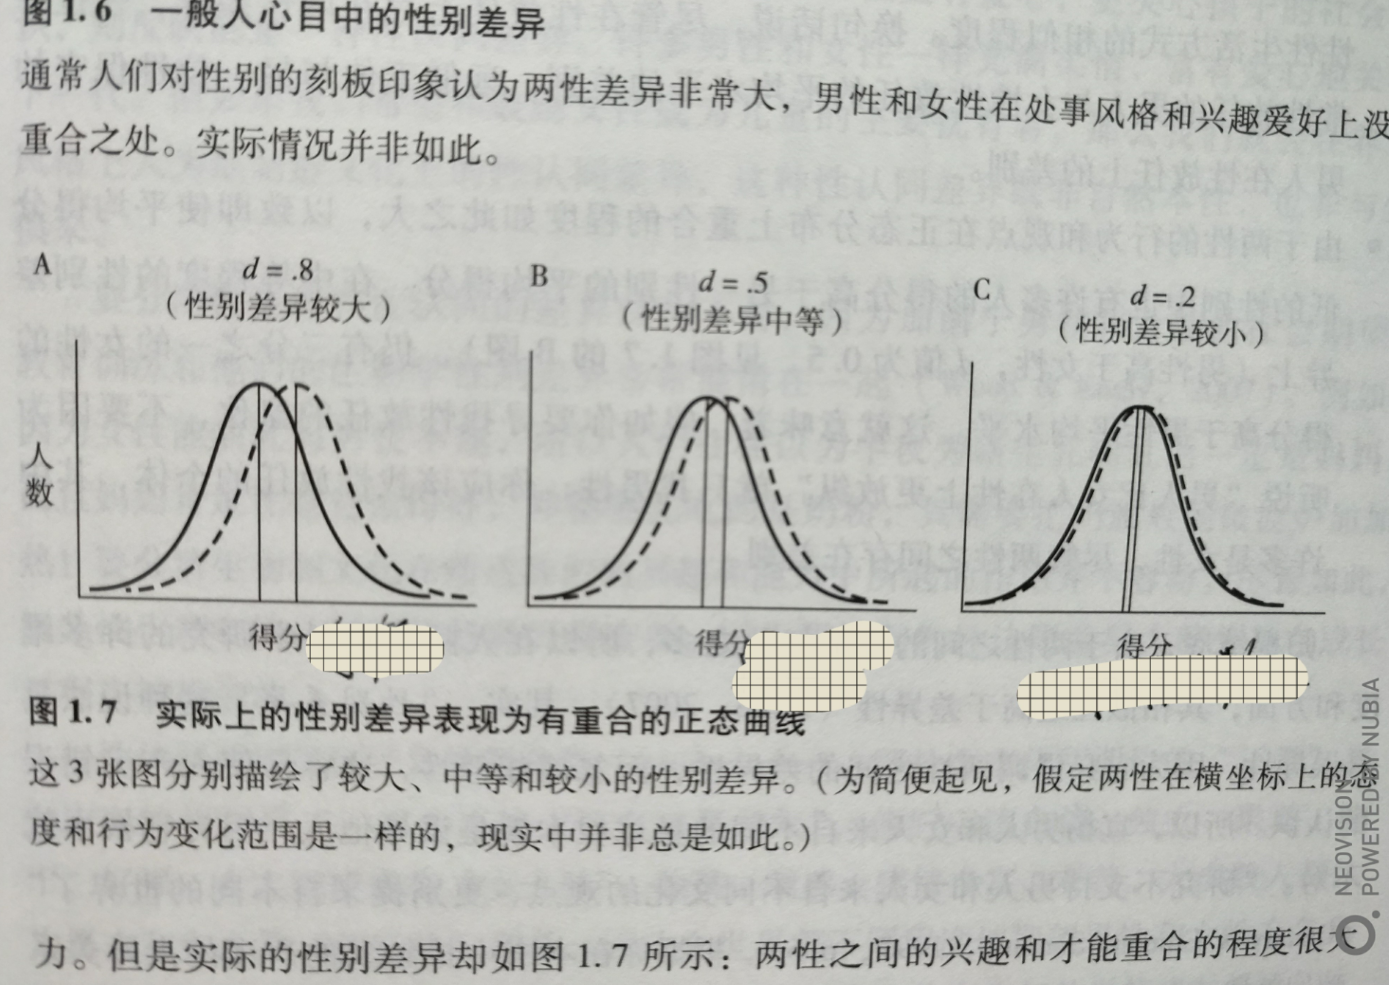 图1.6 一般人心目中的性别差异
通常人们对性别的刻板印象认为两性差异非常大，男性和女性在处事风格和兴趣爱好上没
重合之处。实际情况并非如此。
A
d = .8
（性别差异较大）
B
d = .5
（性别差异中等）
C
d = .2
（性别差异较小）
人数
得分
得分
得分
图1.7 实际上的性别差异表现为有重合的正态曲线
这3张图分别描绘了较大、中等和较小的性别差异。（为简便起见，假定两性在横坐标上的态
度和行为变化范围是一样的，现实中并非总是如此。）
力。但是实际的性别差异却如图1.7所示：两性之间的兴趣和才能重合的程度很大
NEOVISION
POWERED BY NUBIA